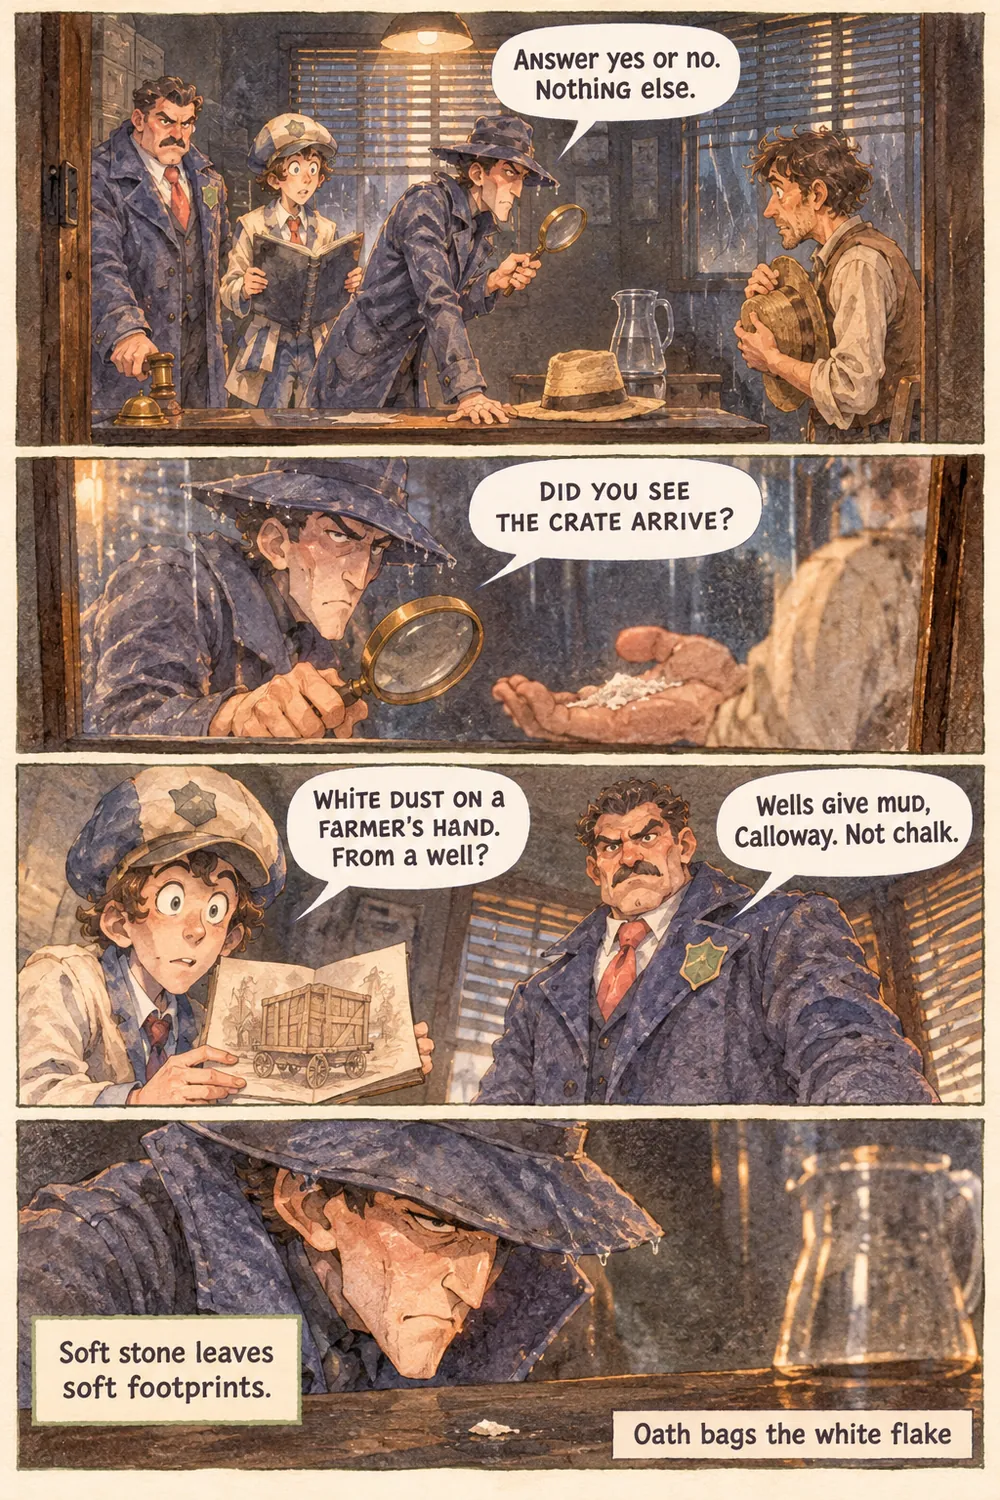 Answer yes or no.
Nothing else.
Did you see
the crate arrive?
White dust on a
farmer's hand.
From a well?
Wells give mud,
Calloway. Not chalk.
Soft stone leaves
soft footprints.
Oath bags the white flake